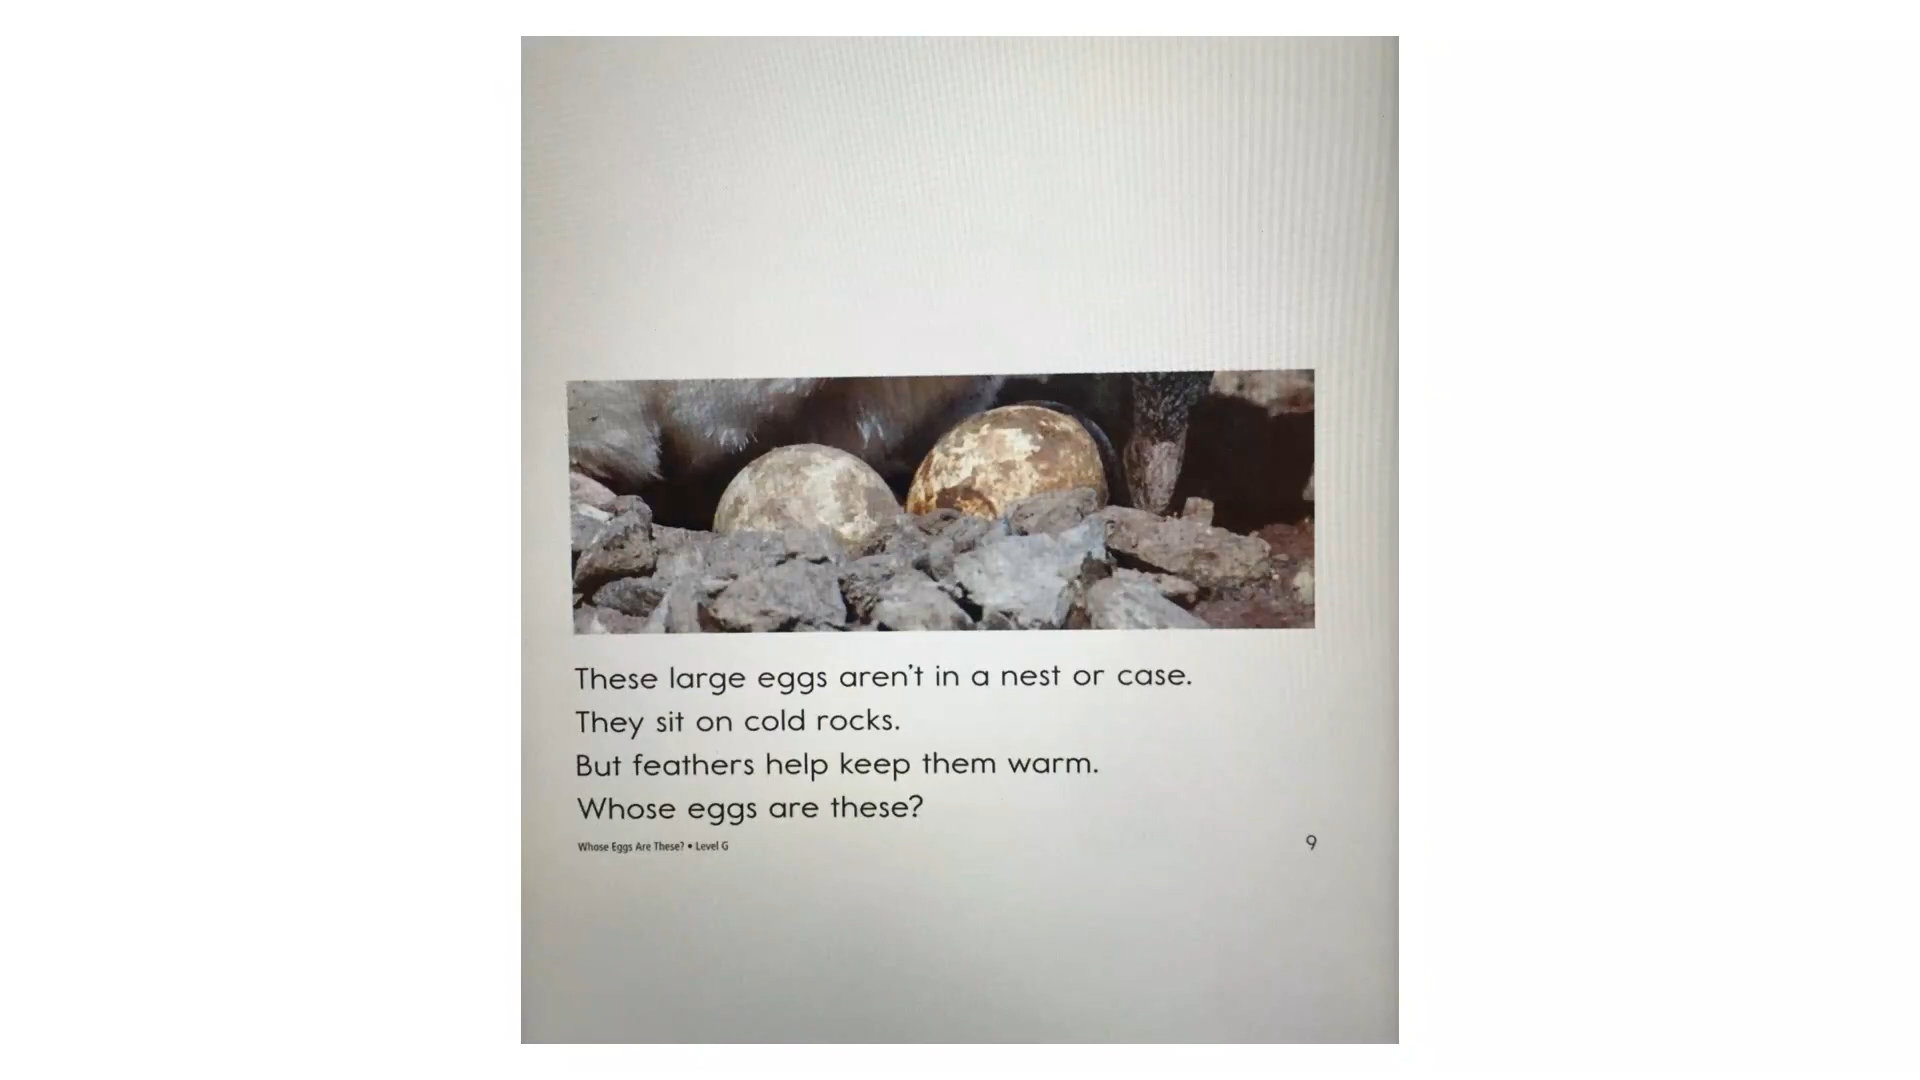 These large eggs aren't in a nest or case.
They sit on cold rocks.
But feathers help keep them warm.
Whose eggs are these?
Whose Eggs Are These? • Level G
9